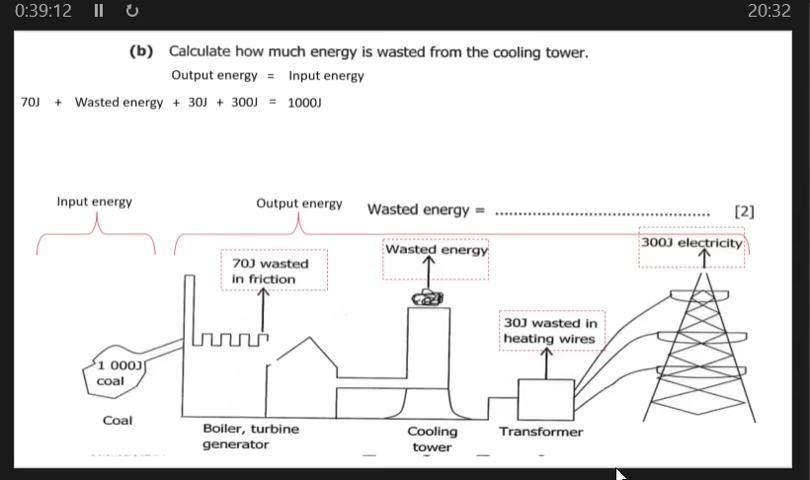 0:39:12
20:32
(b) Calculate how much energy is wasted from the cooling tower.
Output energy = Input energy
70J + Wasted energy + 30J + 300J = 1000J
Input energy
Output energy
Wasted energy = ............................................ [2]
70J wasted
in friction
Wasted energy
300J electricity
30J wasted in
heating wires
1 000J
coal
Coal
Boiler, turbine
generator
Cooling
tower
Transformer